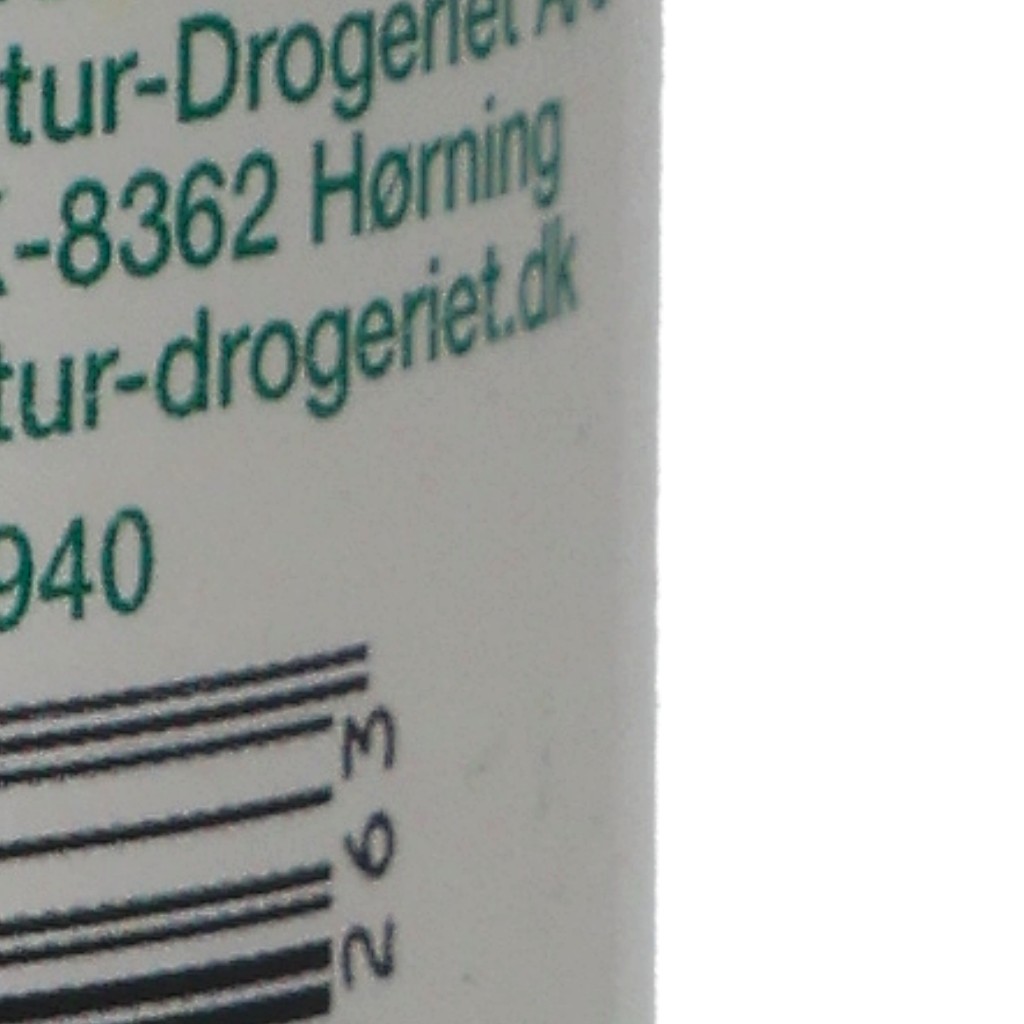 tur-Drogeriet
-8362 Hørning
tur-drogeriet.dk
940
263